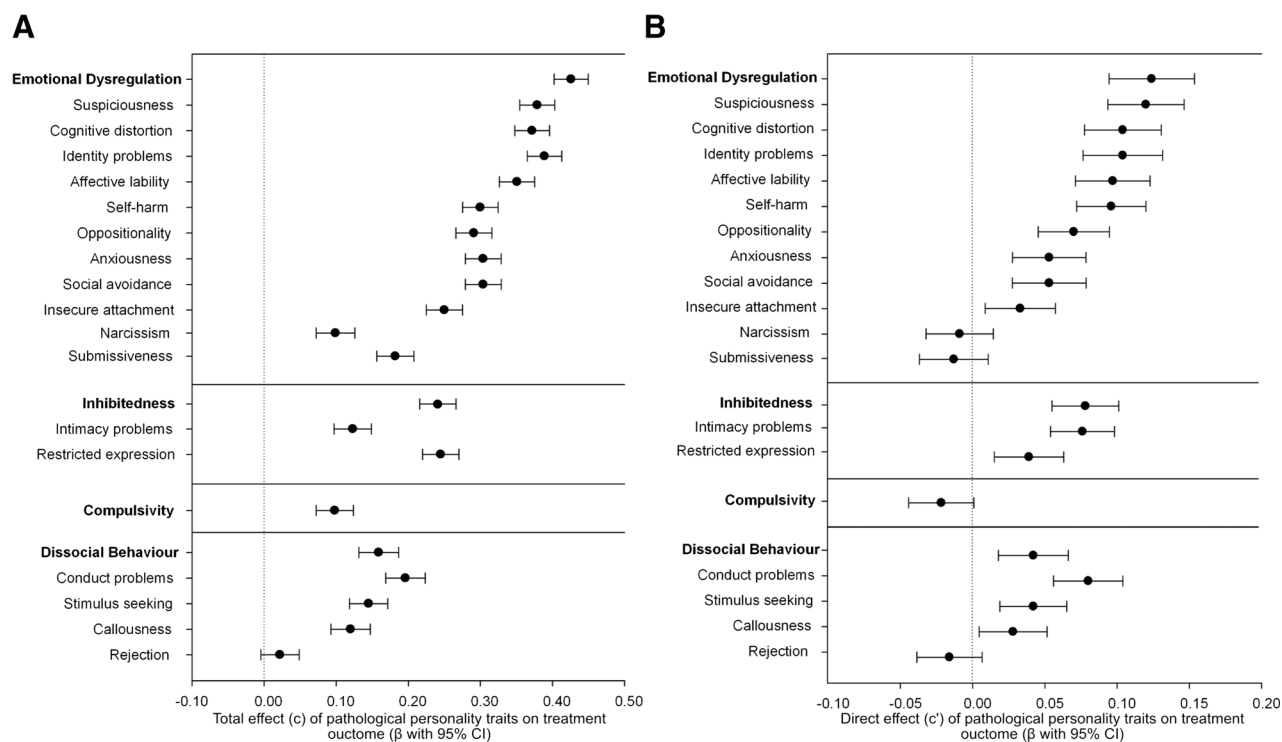 A
Emotional Dysregulation
Suspiciousness
Cognitive distortion
Identity problems
Affective lability
Self-harm
Oppositionality
Anxiousness
Social avoidance
Insecure attachment
Narcissism
Submissiveness
Inhibitedness
Intimacy problems
Restricted expression
Compulsivity
Dissocial Behaviour
Conduct problems
Stimulus seeking
Callousness
Rejection
-0.10 0.00 0.10 0.20 0.30 0.40 0.50
Total effect (c) of pathological personality traits on treatment
ouctome (β with 95% CI)
B
Emotional Dysregulation
Suspiciousness
Cognitive distortion
Identity problems
Affective lability
Self-harm
Oppositionality
Anxiousness
Social avoidance
Insecure attachment
Narcissism
Submissiveness
Inhibitedness
Intimacy problems
Restricted expression
Compulsivity
Dissocial Behaviour
Conduct problems
Stimulus seeking
Callousness
Rejection
-0.10 -0.05 0.00 0.05 0.10 0.15 0.20
Direct effect (c') of pathological personality traits on treatment
ouctome (β with 95% CI)